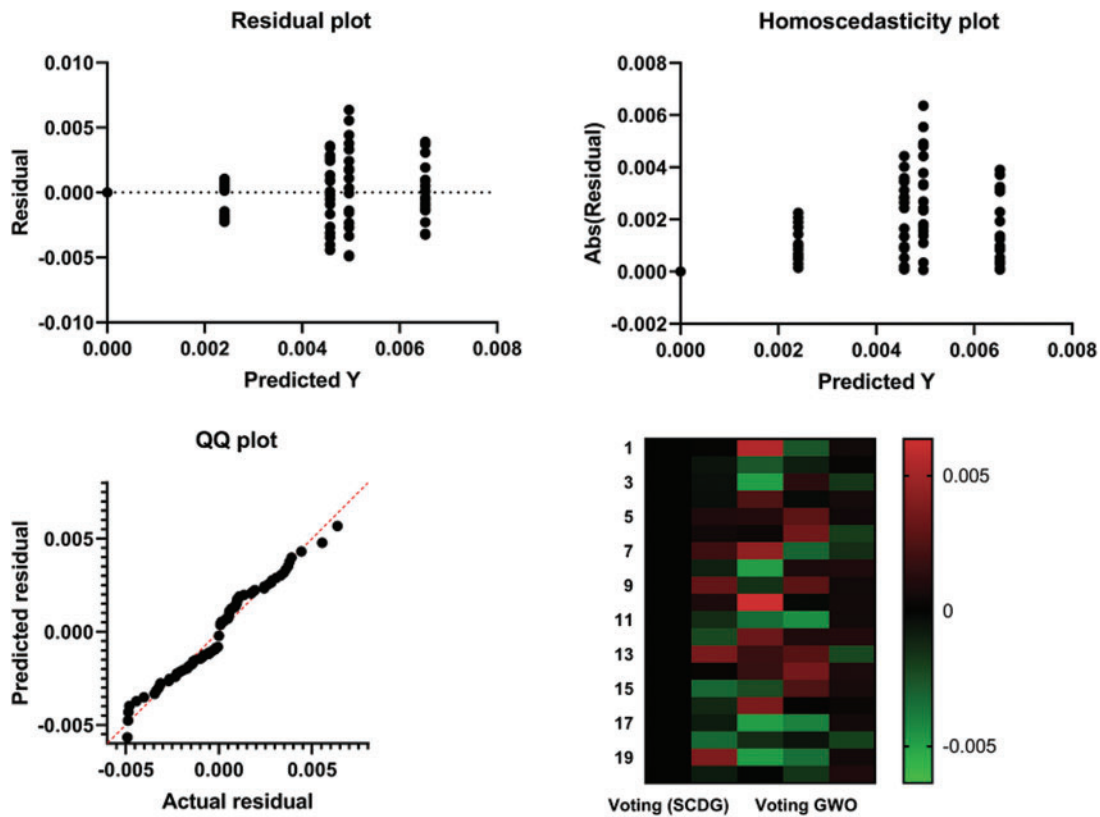 Residual plot
0.010
0.005
0.000
-0.005
-0.010
Residual
0.000 0.002 0.004 0.006 0.008
Predicted Y
Homoscedasticity plot
0.008
0.006
0.004
0.002
0.000
-0.002
Abs(Residual)
0.000 0.002 0.004 0.006 0.008
Predicted Y
QQ plot
0.005
0.000
-0.005
Predicted residual
-0.005 0.000 0.005
Actual residual
1
3
5
7
9
11
13
15
17
19
Voting (SCDG) Voting GWO
0.005
0
-0.005